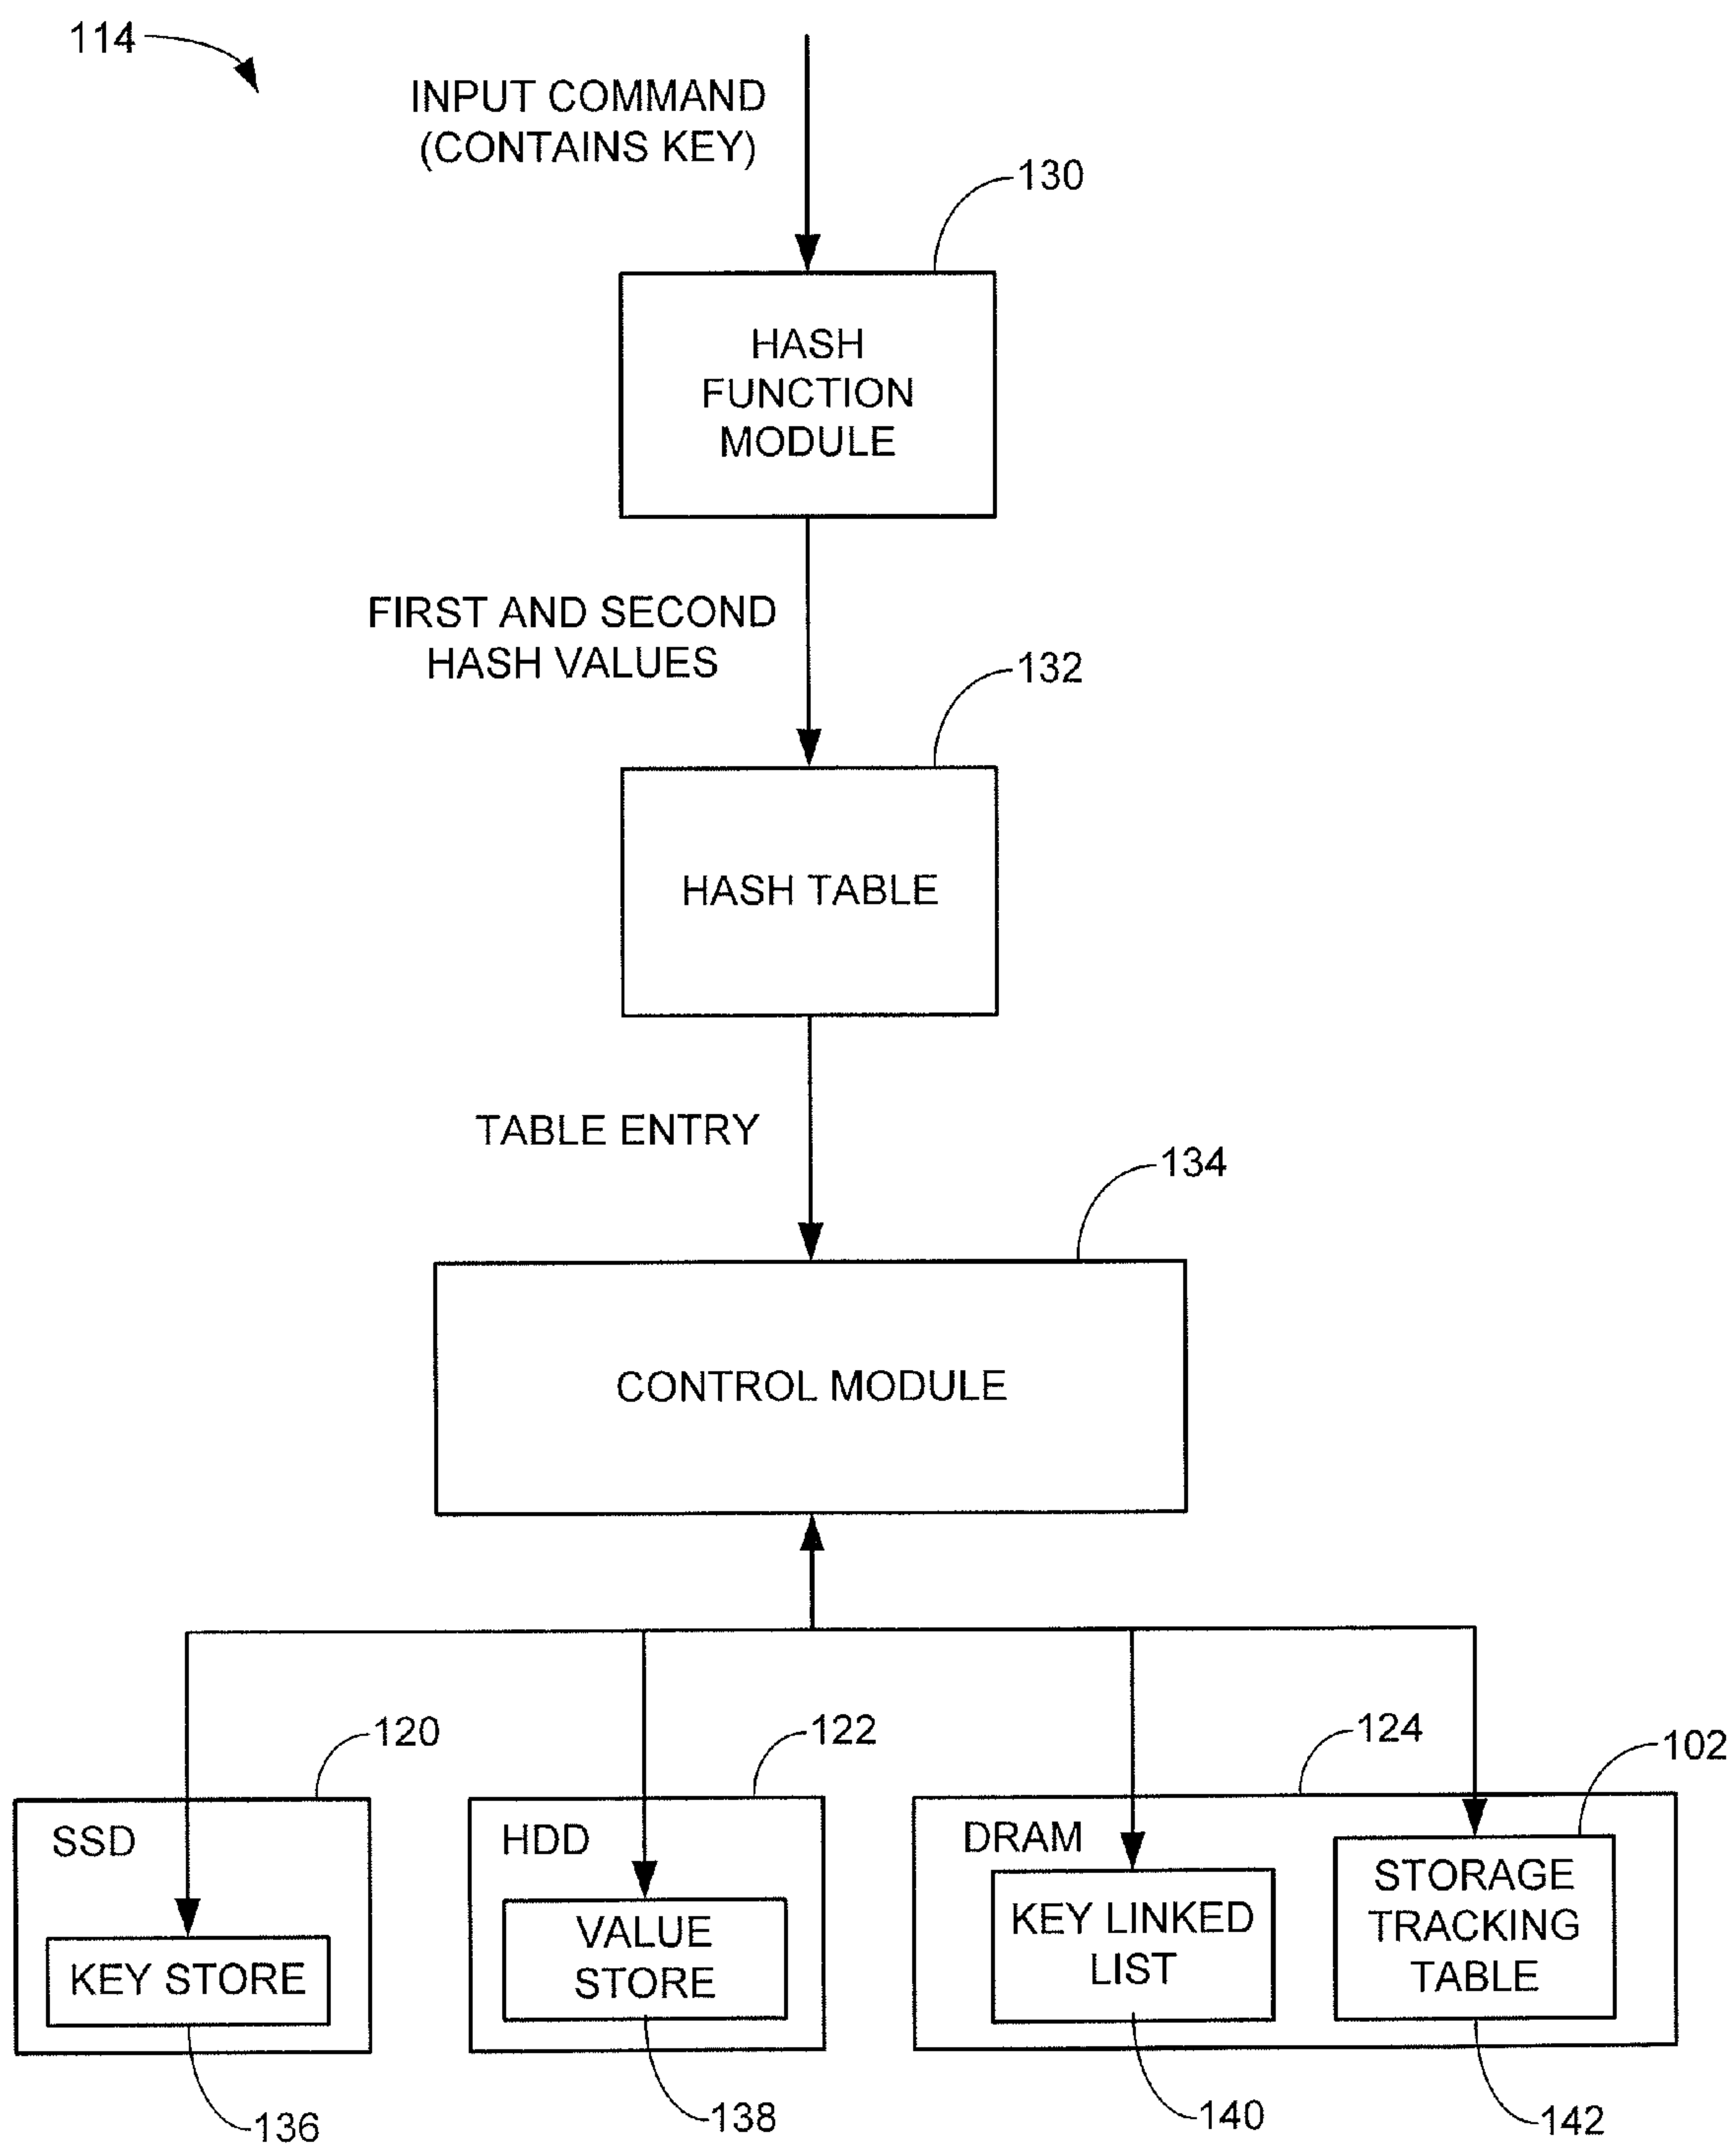 114
INPUT COMMAND
(CONTAINS KEY)
130
HASH
FUNCTION
MODULE
FIRST AND SECOND
HASH VALUES
132
HASH TABLE
TABLE ENTRY
134
CONTROL MODULE
120
122
124
102
SSD
KEY STORE
HDD
VALUE
STORE
DRAM
KEY LINKED
LIST
STORAGE
TRACKING
TABLE
136
138
140
142